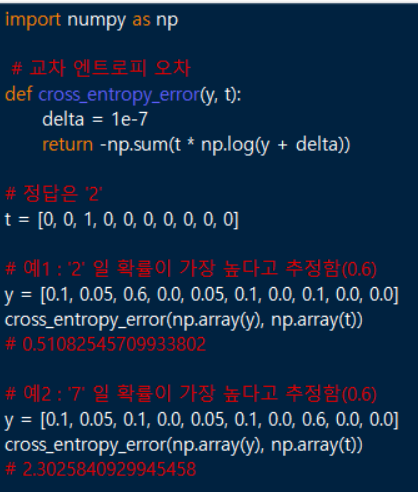 import numpy as np
# 교차 엔트로피 오차
def cross_entropy_error(y, t):
delta = 1e-7
return -np.sum(t * np.log(y + delta))
# 정답은 '2'
t = [0, 0, 1, 0, 0, 0, 0, 0, 0, 0]
# 예1 : '2' 일 확률이 가장 높다고 추정함(0.6)
y = [0.1, 0.05, 0.6, 0.0, 0.05, 0.1, 0.0, 0.1, 0.0, 0.0]
cross_entropy_error(np.array(y), np.array(t))
# 0.51082545709933802
# 예2 : '7' 일 확률이 가장 높다고 추정함(0.6)
y = [0.1, 0.05, 0.1, 0.0, 0.05, 0.1, 0.0, 0.6, 0.0, 0.0]
cross_entropy_error(np.array(y), np.array(t))
# 2.3025840929945458